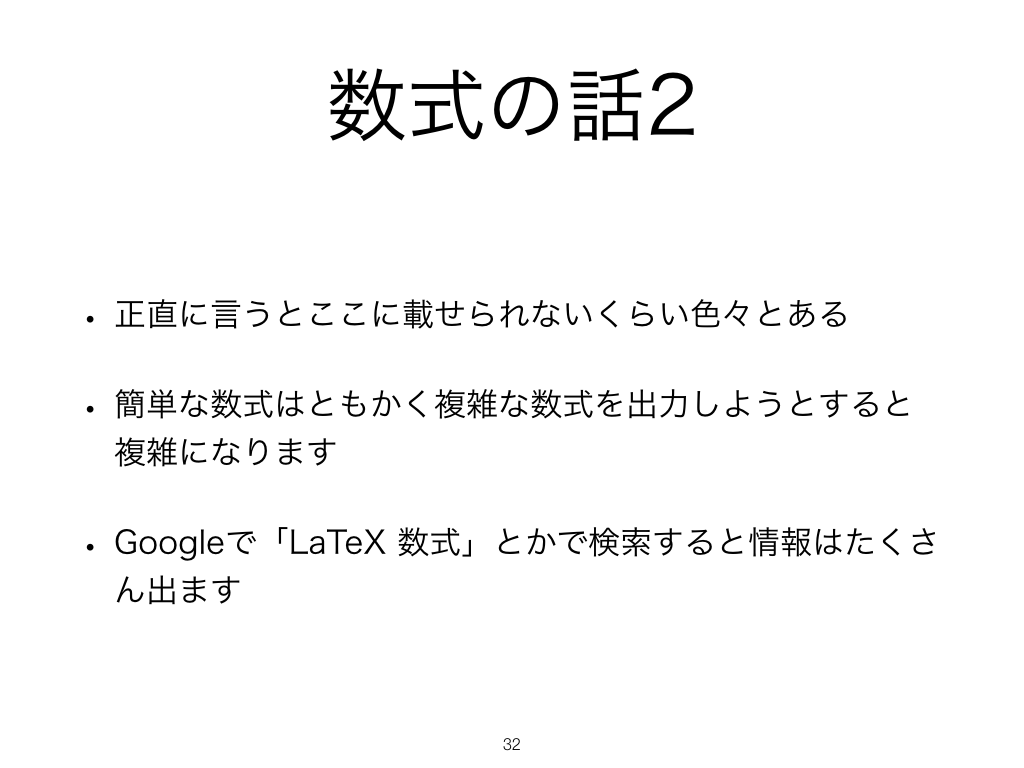 数式の話2
• 正直に言うとここに載せられないくらい色々とある
• 簡単な数式はともかく複雑な数式を出力しようとすると
複雑になります
• Googleで「LaTeX 数式」とかで検索すると情報はたくさ
ん出ます
32